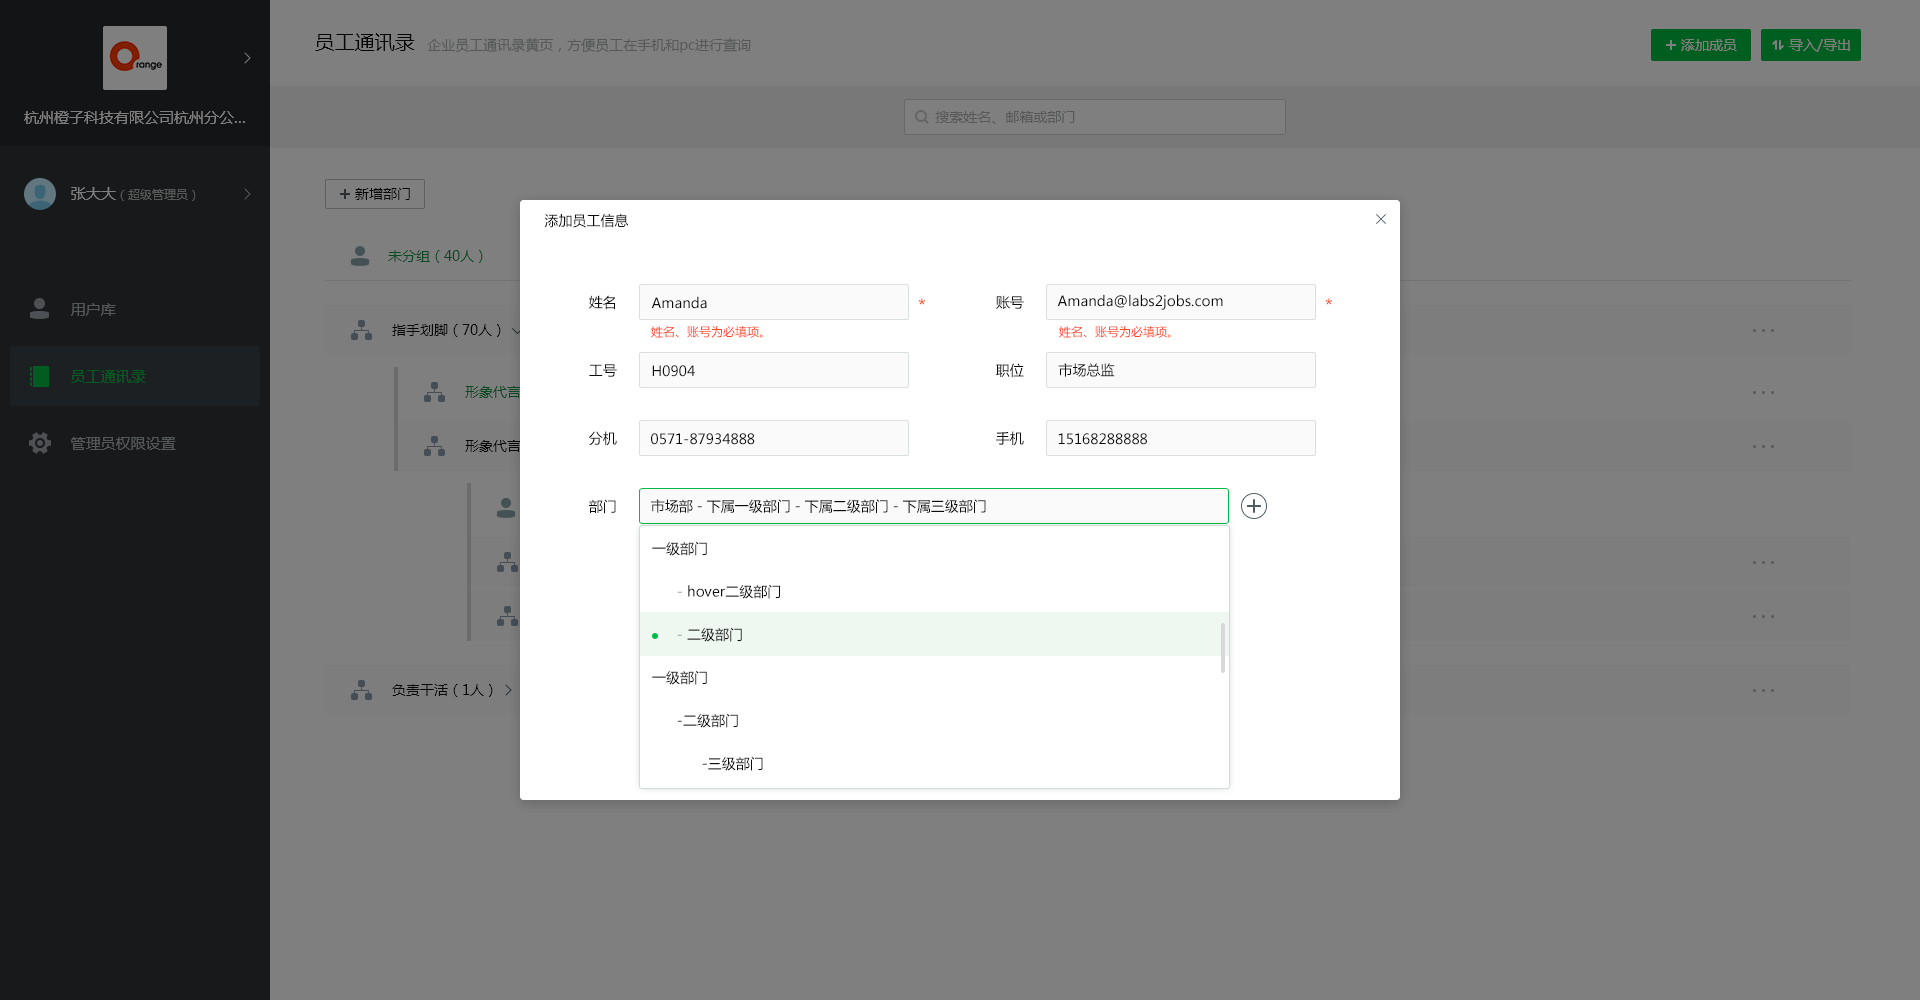 range
杭州橙子科技有限公司杭州分公...
张大大（超级管理员）
用户库
员工通讯录
管理员权限设置
员工通讯录 企业员工通讯录黄页，方便员工在手机和pc进行查询
添加成员
导入/导出
搜索姓名、邮箱或部门
新增部门
未分组（40人）
指手划脚（70人）
形象代言
形象代言
负责干活（1人）
添加员工信息
姓名 Amanda *
姓名、账号为必填项。
账号 Amanda@labs2jobs.com *
姓名、账号为必填项。
工号 H0904
职位 市场总监
分机 0571-87934888
手机 15168288888
部门 市场部 - 下属一级部门 - 下属二级部门 - 下属三级部门
一级部门
- hover二级部门
- 二级部门
一级部门
-二级部门
-三级部门